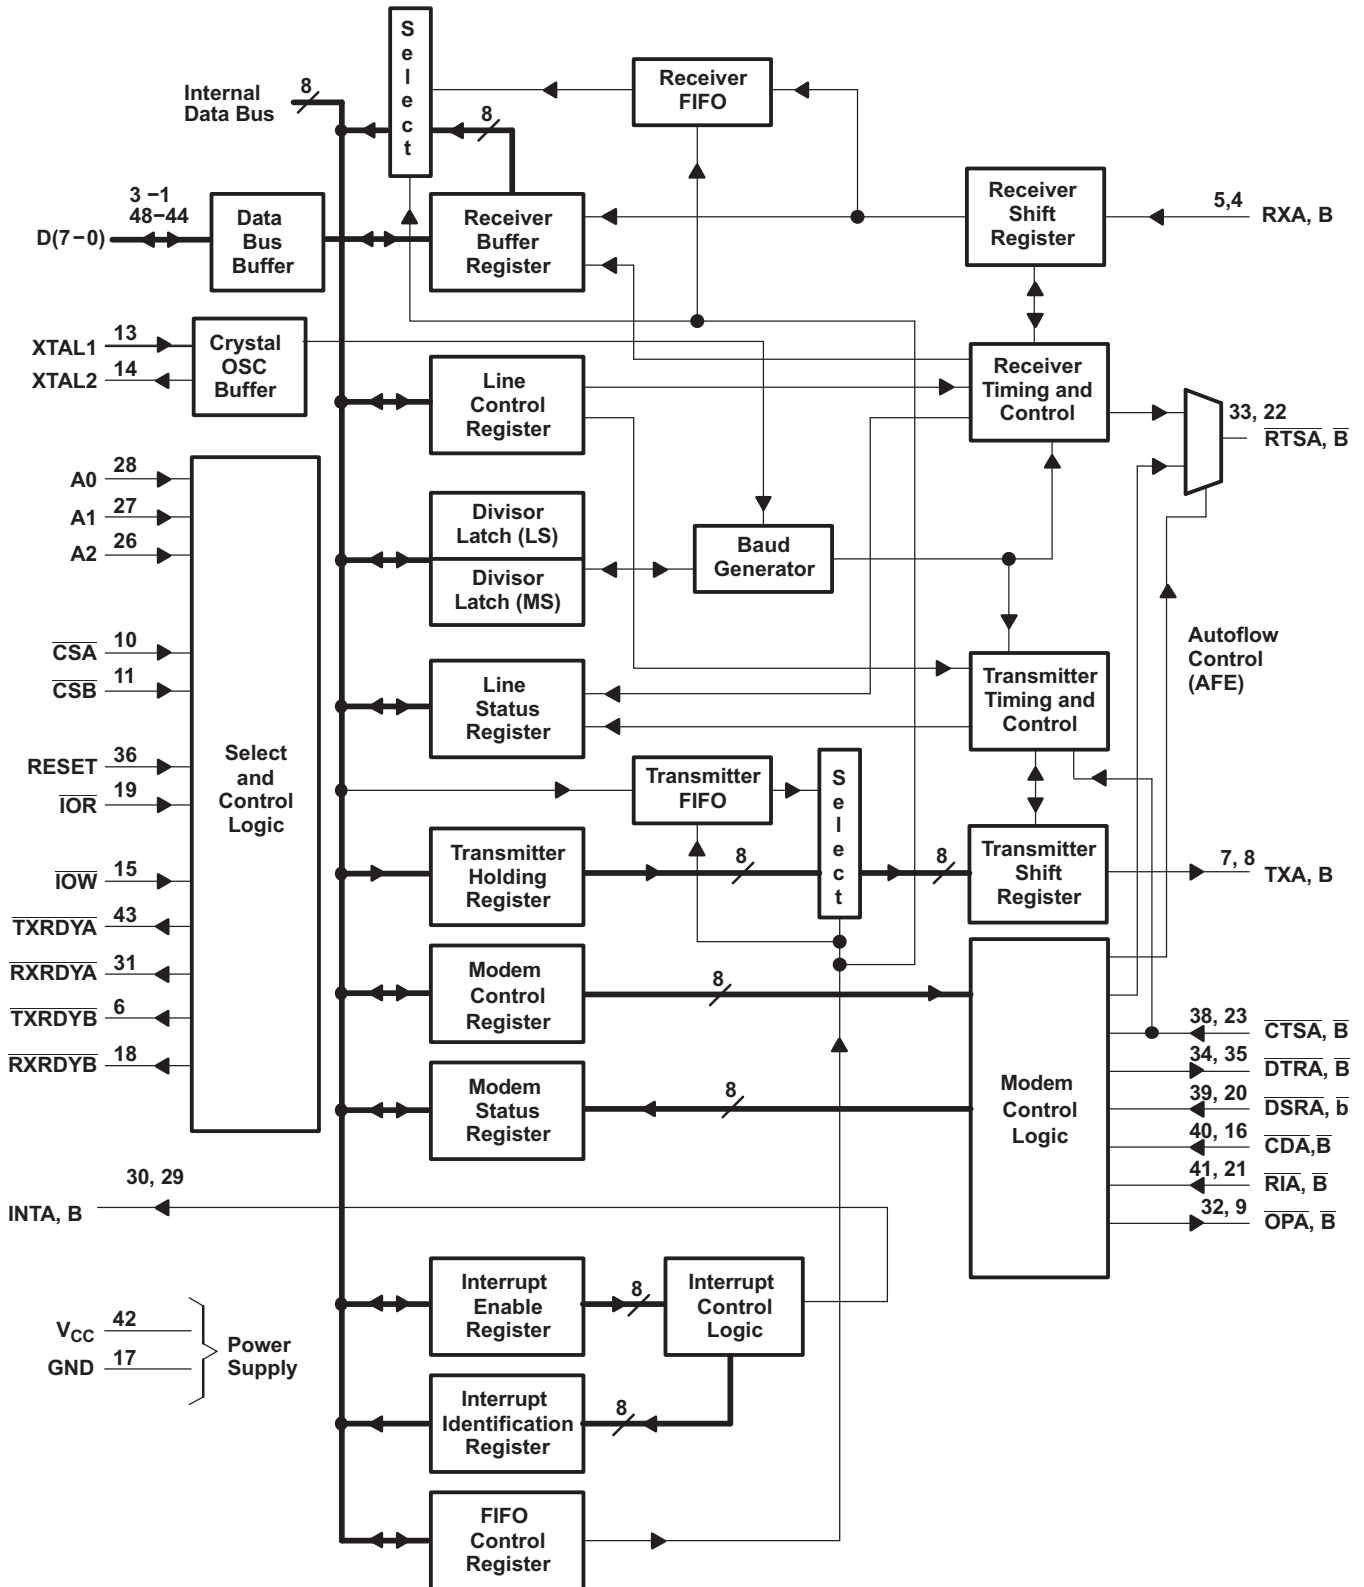 S
e
l
e
c
t
Internal
Data Bus
8
8
Receiver
FIFO
3 −1
48−44
D(7−0)
Data
Bus
Buffer
Receiver
Buffer
Register
Receiver
Shift
Register
5,4
RXA, B
XTAL1
13
XTAL2
14
Crystal
OSC
Buffer
Line
Control
Register
Receiver
Timing and
Control
33, 22
RTSA, B
A0
28
A1
27
A2
26
Divisor
Latch (LS)
Divisor
Latch (MS)
Baud
Generator
CSA
10
CSB
11
Line
Status
Register
Transmitter
Timing and
Control
Autoflow
Control
(AFE)
RESET
36
IOR
19
Select
and
Control
Logic
Transmitter
FIFO
S
e
l
e
c
t
IOW
15
Transmitter
Holding
Register
8
8
Transmitter
Shift
Register
7, 8
TXA, B
TXRDYA
43
RXRDYA
31
TXRDYB
6
RXRDYB
18
Modem
Control
Register
8
Modem
Status
Register
8
Modem
Control
Logic
38, 23
CTSA, B
34, 35
DTRA, B
39, 20
DSRA, b
40, 16
CDA,B
41, 21
RIA, B
32, 9
OPA, B
30, 29
INTA, B
Interrupt
Enable
Register
8
Interrupt
Control
Logic
VCC
42
GND
17
Power
Supply
Interrupt
Identification
Register
8
FIFO
Control
Register